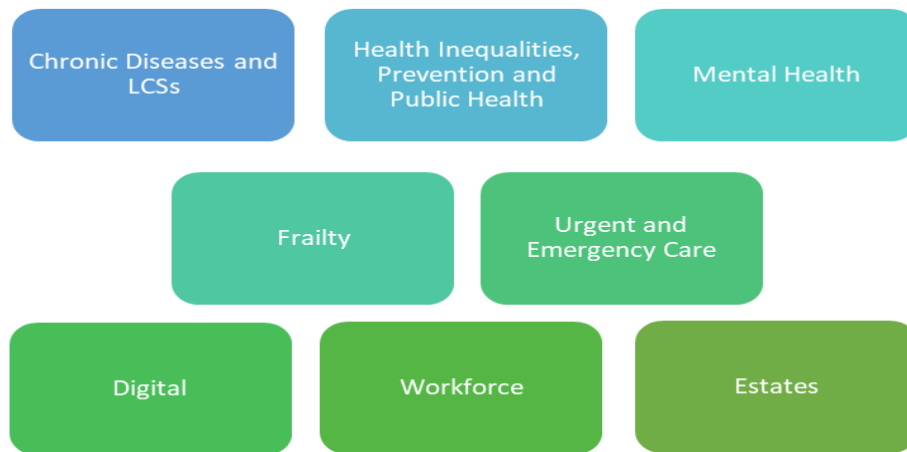 Chronic Diseases and
LCSs
Health Inequalities,
Prevention and
Public Health
Mental Health
Frailty
Urgent and
Emergency Care
Digital
Workforce
Estates